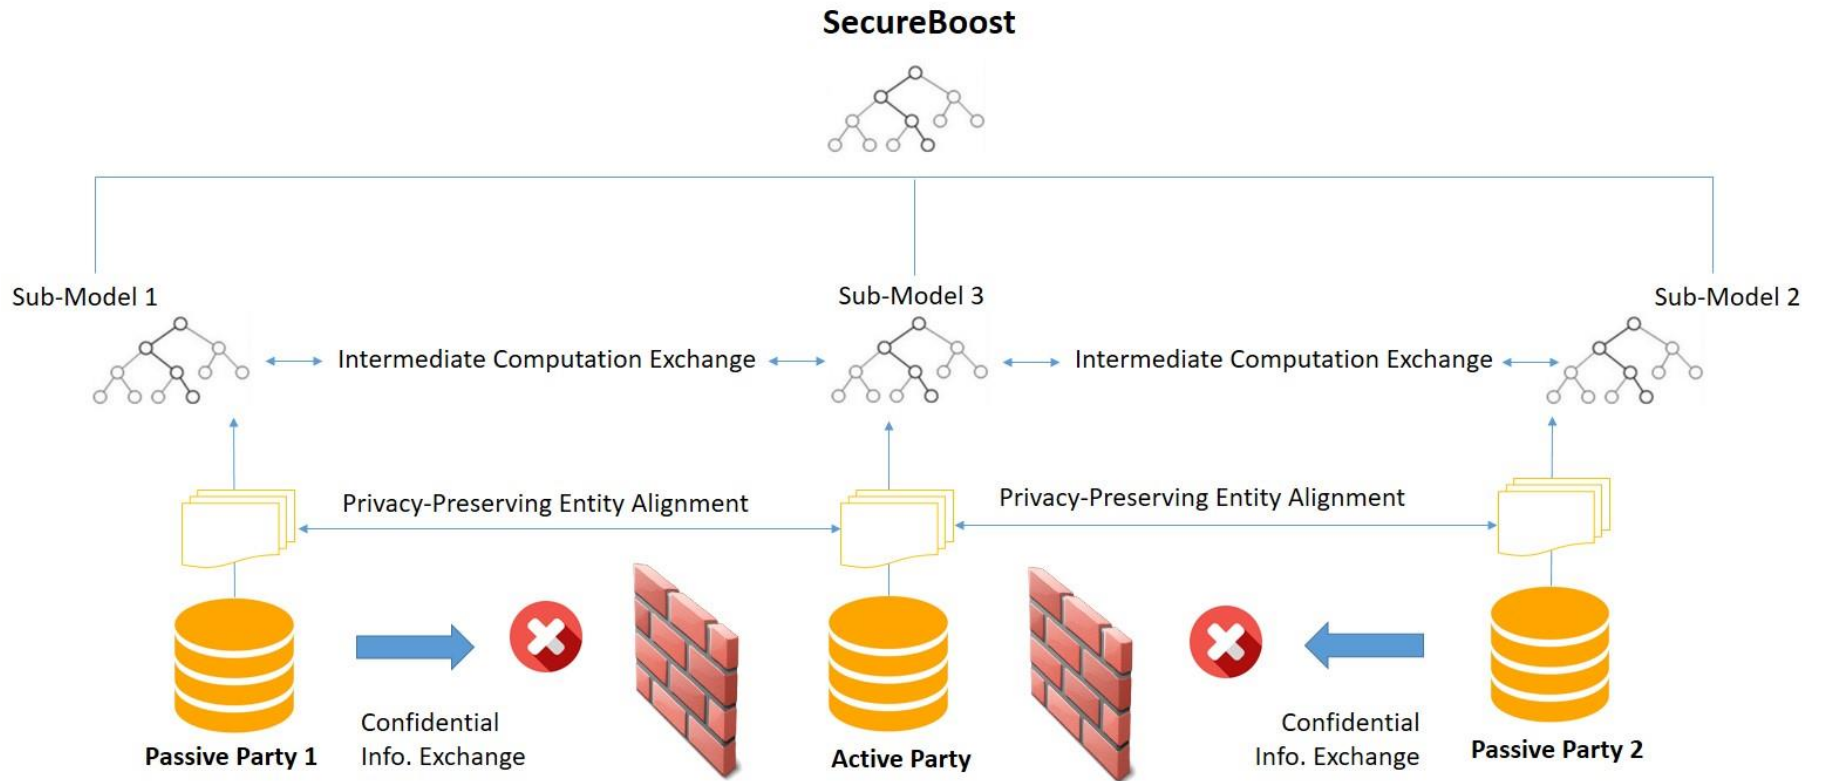 SecureBoost
Sub-Model 1
Sub-Model 3
Sub-Model 2
Intermediate Computation Exchange
Intermediate Computation Exchange
Privacy-Preserving Entity Alignment
Privacy-Preserving Entity Alignment
Confidential
Info. Exchange
Confidential
Info. Exchange
Passive Party 1
Active Party
Passive Party 2